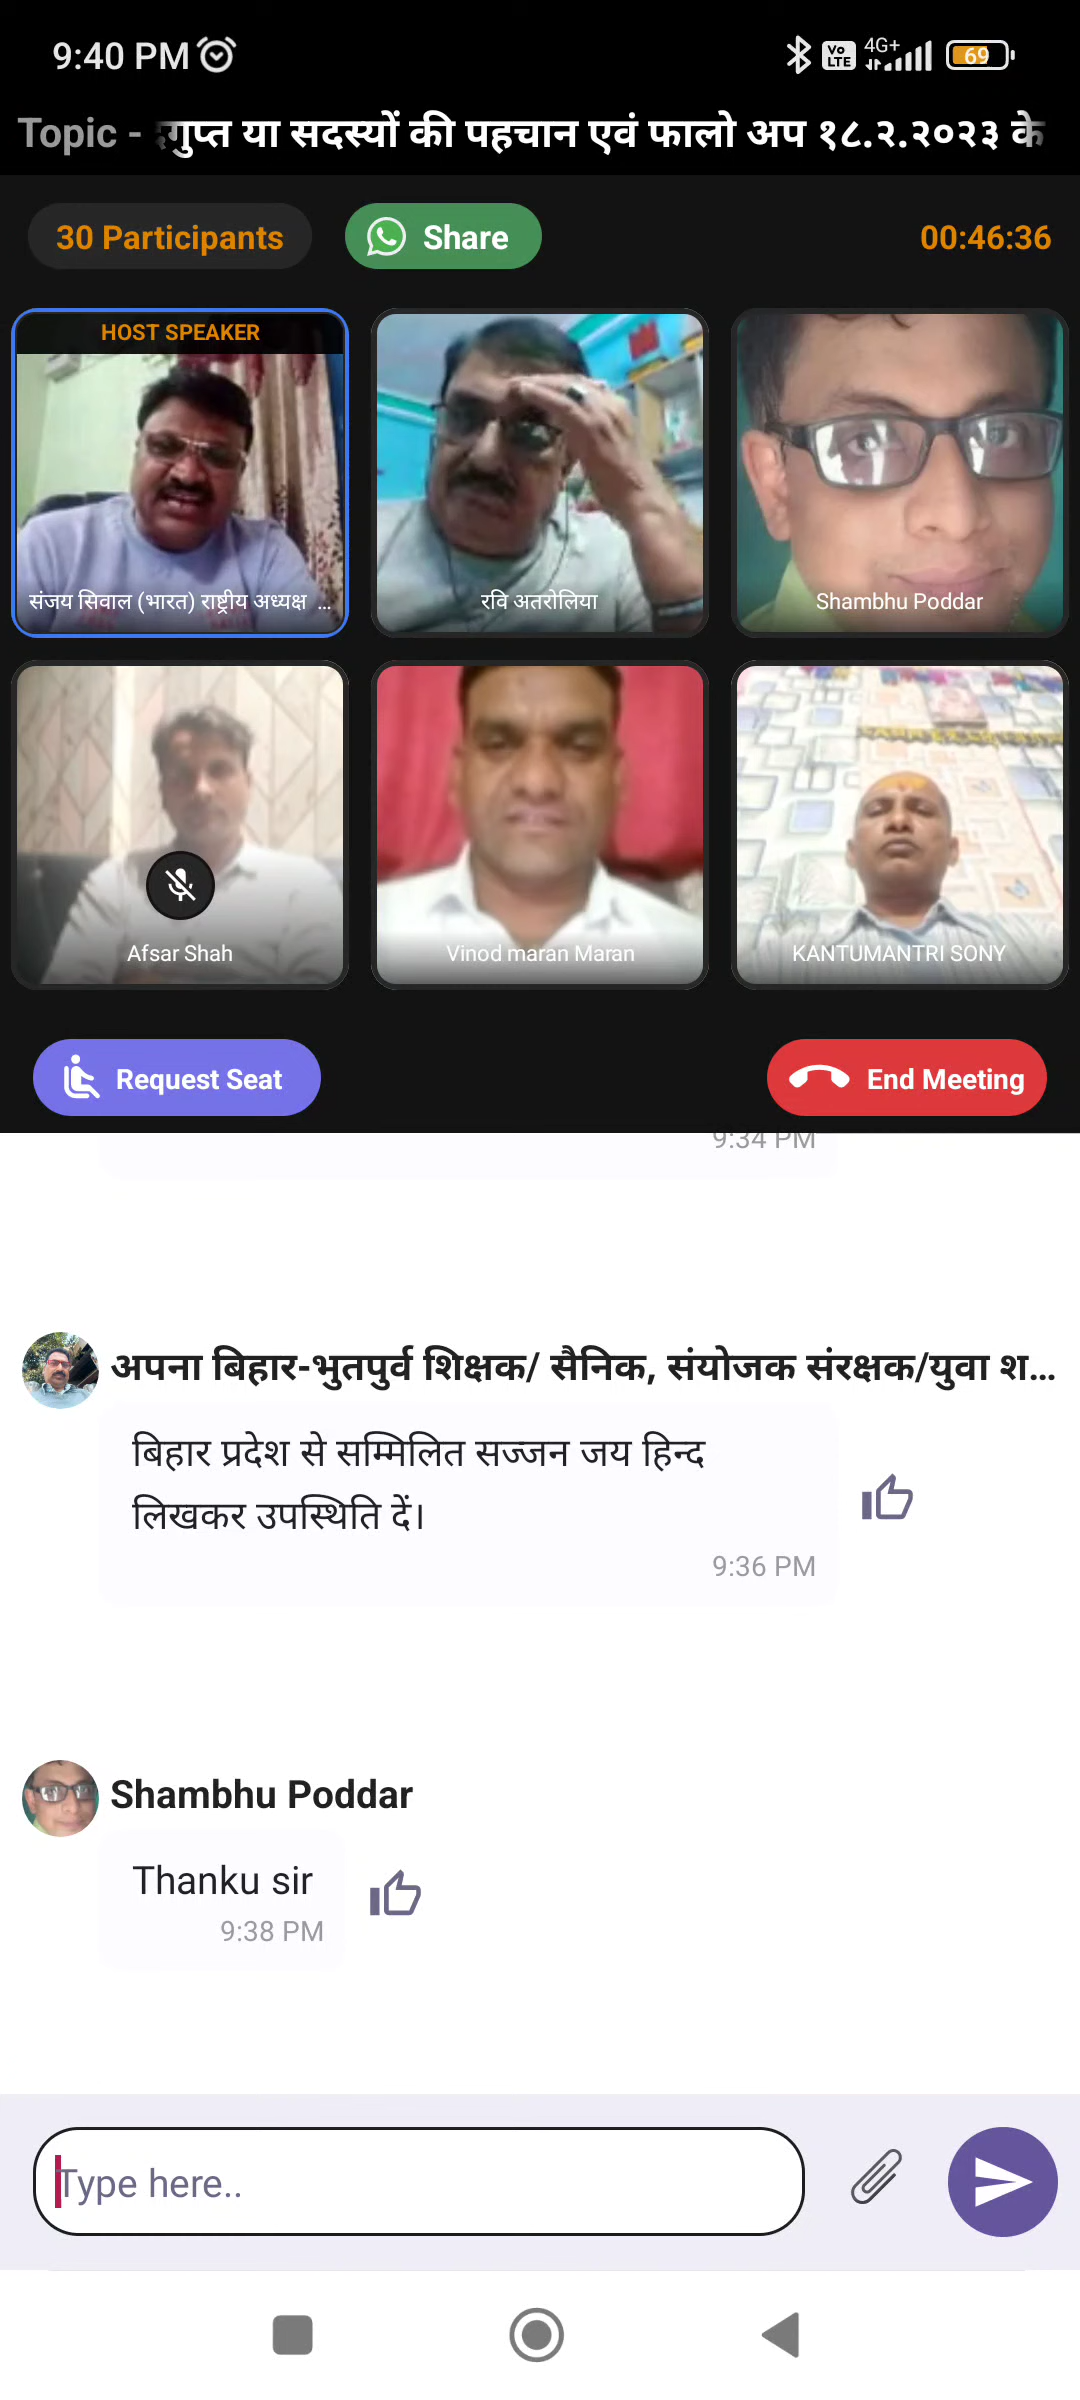 9:40 PM
Vo LTE 4G+ 69
Topic - गुप्त या सदस्यों की पहचान एवं फालो अप १८.२.२०२३ के
30 Participants Share 00:46:36
HOST SPEAKER
संजय सिवाल (भारत) राष्ट्रीय अध्यक्ष ...
रवि अतरोलिया
Shambhu Poddar
Afsar Shah
Vinod maran Maran
KANTUMANTRI SONY
Request Seat End Meeting
9:34 PM
अपना बिहार-भुतपुर्व शिक्षक/ सैनिक, संयोजक संरक्षक/युवा श...
बिहार प्रदेश से सम्मिलित सज्जन जय हिन्द
लिखकर उपस्थिति दें।
9:36 PM
Shambhu Poddar
Thanku sir
9:38 PM
Type here..